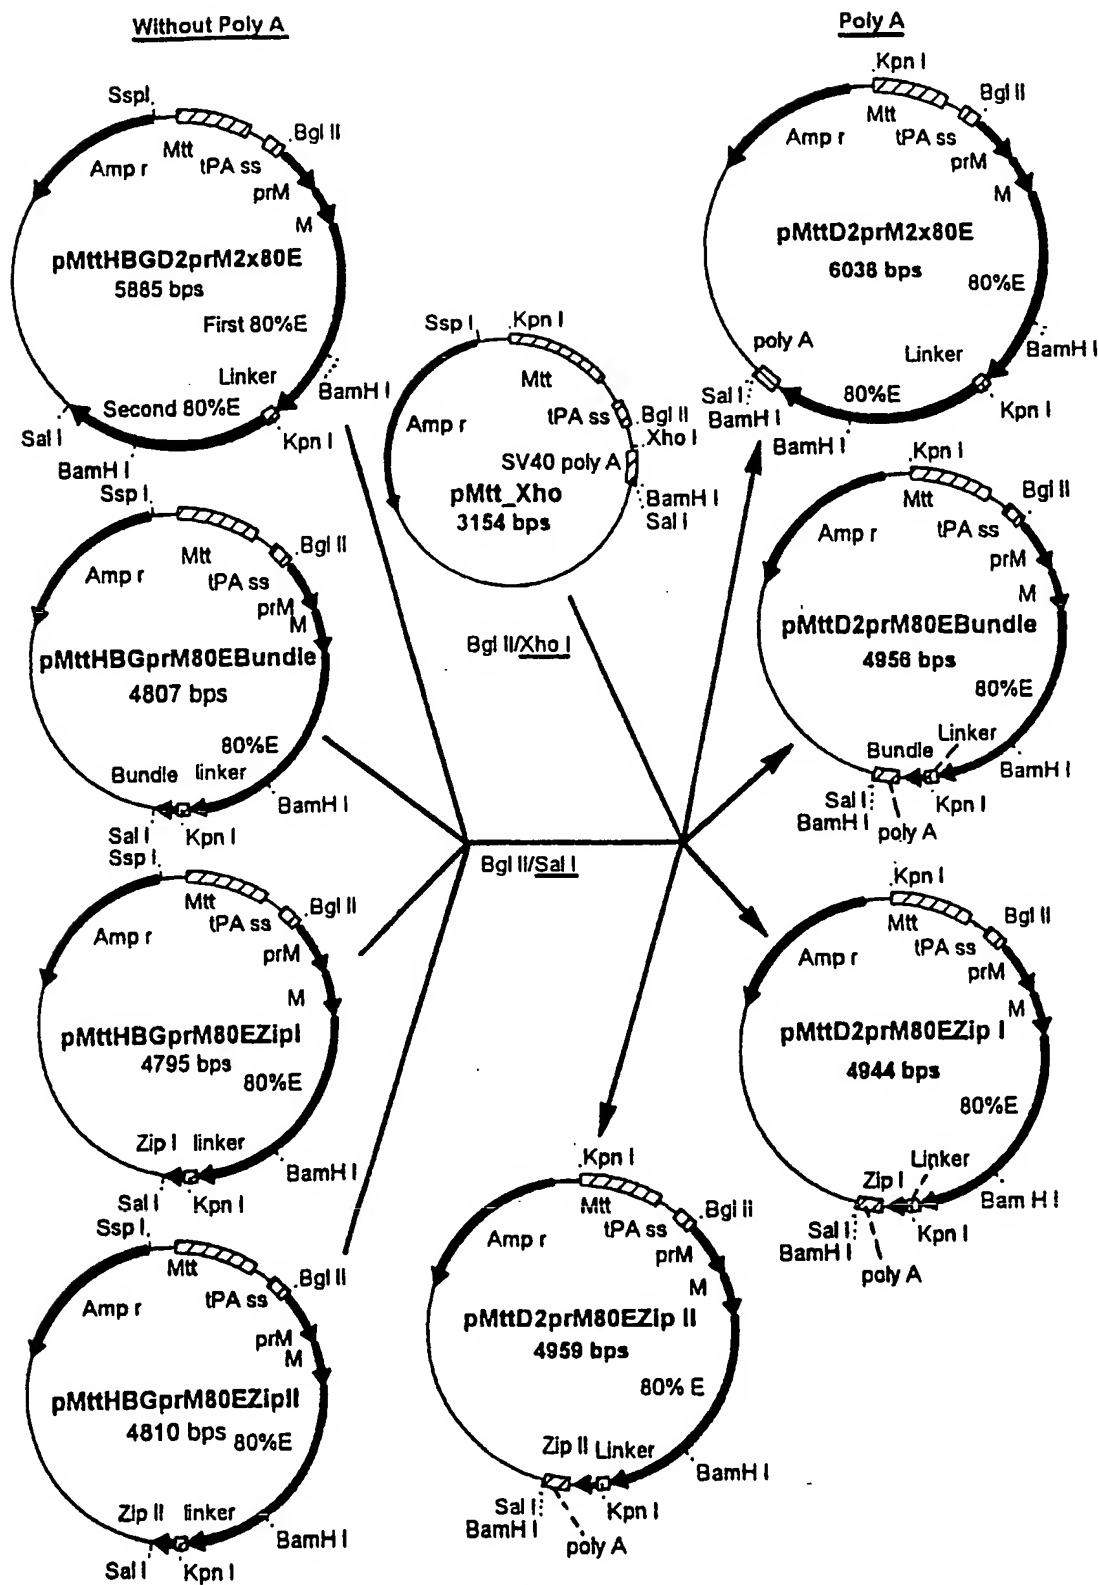 Without Poly A
SspI
Mtt
Bgl II
Amp r
tPA ss
prM
M
pMttHBGD2prM2x80E
5885 bps
First 80%E
Linker
BamH I
Second 80%E
Sal I
Kpn I
BamH I
Ssp I
Mtt
Bgl II
Amp r
tPA ss
prM
M
pMttHBGprM80EBundle
4807 bps
80%E
Bundle linker
BamH I
Sal I
Kpn I
Ssp I
Mtt
Bgl II
Amp r
tPA ss
prM
M
pMttHBGprM80EZipI
4795 bps
80%E
Zip I linker
BamH I
Sal I
Kpn I
Ssp I
Mtt
Bgl II
Amp r
tPA ss
prM
M
pMttHBGprM80EZipII
4810 bps
80%E
Zip II linker
BamH I
Sal I
Kpn I
Ssp I
Kpn I
Mtt
tPA ss
Bgl II
Xho I
Amp r
SV40 poly A
pMtt_Xho
3154 bps
BamH I
Sal I
Bgl II/Xho I
Bgl II/Sal I
Poly A
Kpn I
Bgl II
Amp r
Mtt
tPA ss
prM
M
pMttD2prM2x80E
6038 bps
80%E
poly A
Linker
BamH I
Sal I
BamH I
80%E
Kpn I
BamH I
Kpn I
Mtt
Bgl II
Amp r
tPA ss
prM
M
pMttD2prM80EBundle
4956 bps
80%E
Bundle
Linker
BamH I
Sal I
BamH I
Kpn I
poly A
Kpn I
Mtt
Bgl II
Amp r
tPA ss
prM
M
pMttD2prM80EZip I
4944 bps
80%E
Zip I
Linker
Bam H I
Sal I
BamH I
Kpn I
poly A
Kpn I
Mtt
Bgl II
Amp r
tPA ss
prM
M
pMttD2prM80EZip II
4959 bps
80% E
Zip II Linker
BamH I
Sal I
BamH I
Kpn I
poly A